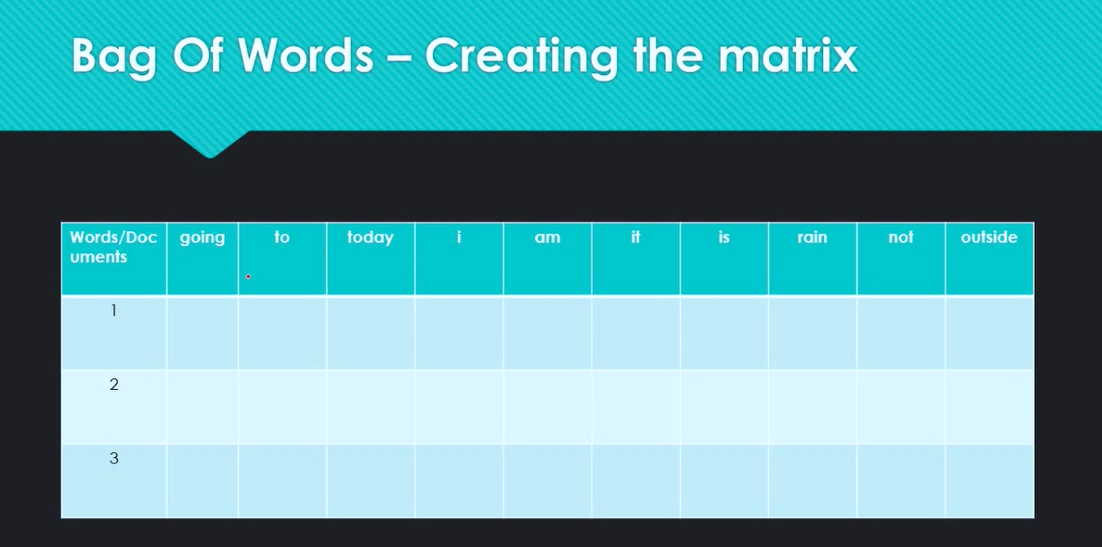 Bag Of Words – Creating the matrix
Words/Doc going to today i am it is rain not outside
uments
1
2
3